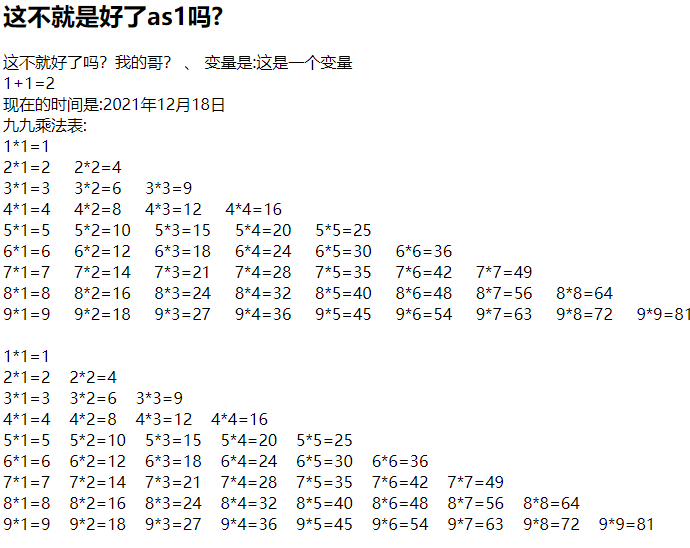 这不就是好了as1吗?
这不就好了吗？我的哥？ 、 变量是:这是一个变量
1+1=2
现在的时间是:2021年12月18日
九九乘法表:
1*1=1
2*1=2 2*2=4
3*1=3 3*2=6 3*3=9
4*1=4 4*2=8 4*3=12 4*4=16
5*1=5 5*2=10 5*3=15 5*4=20 5*5=25
6*1=6 6*2=12 6*3=18 6*4=24 6*5=30 6*6=36
7*1=7 7*2=14 7*3=21 7*4=28 7*5=35 7*6=42 7*7=49
8*1=8 8*2=16 8*3=24 8*4=32 8*5=40 8*6=48 8*7=56 8*8=64
9*1=9 9*2=18 9*3=27 9*4=36 9*5=45 9*6=54 9*7=63 9*8=72 9*9=81
1*1=1
2*1=2 2*2=4
3*1=3 3*2=6 3*3=9
4*1=4 4*2=8 4*3=12 4*4=16
5*1=5 5*2=10 5*3=15 5*4=20 5*5=25
6*1=6 6*2=12 6*3=18 6*4=24 6*5=30 6*6=36
7*1=7 7*2=14 7*3=21 7*4=28 7*5=35 7*6=42 7*7=49
8*1=8 8*2=16 8*3=24 8*4=32 8*5=40 8*6=48 8*7=56 8*8=64
9*1=9 9*2=18 9*3=27 9*4=36 9*5=45 9*6=54 9*7=63 9*8=72 9*9=81